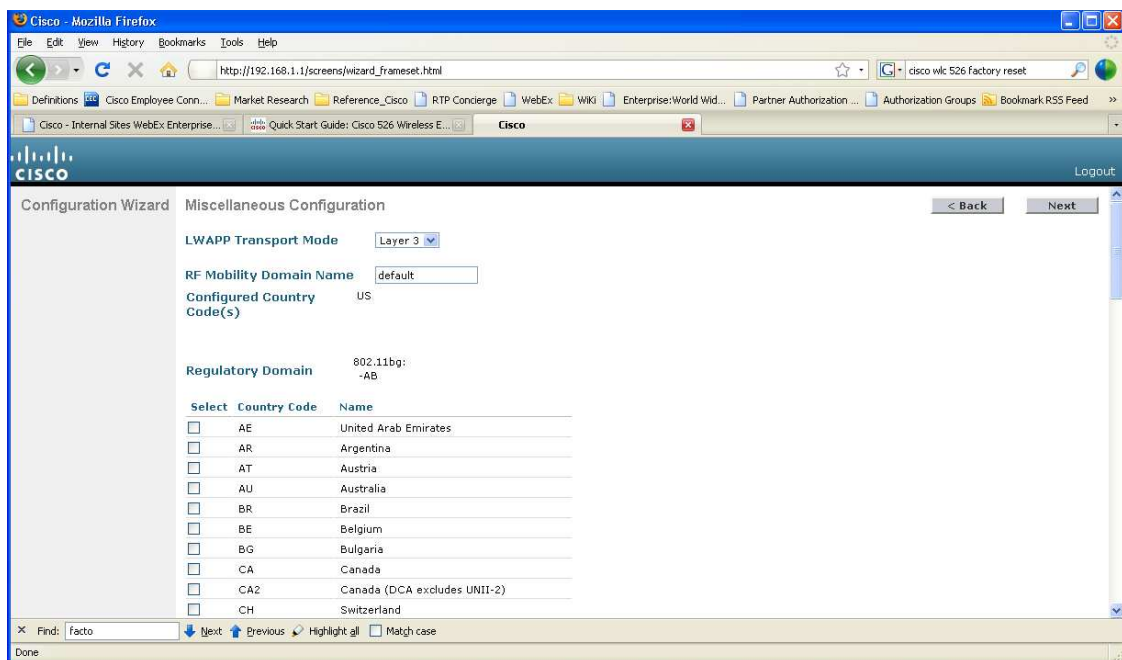 Cisco - Mozilla Firefox
File Edit View History Bookmarks Tools Help
http://192.168.1.1/screens/wizard_frameset.html
cisco wlc 526 factory reset
Definitions Cisco Employee Conn... Market Research Reference_Cisco RTP Concierge WebEx Wiki Enterprise:World Wid... Partner Authorization ... Authorization Groups Bookmark RSS Feed »
Cisco - Internal Sites WebEx Enterprise... Quick Start Guide: Cisco 526 Wireless E... Cisco
CISCO
Logout
Configuration Wizard Miscellaneous Configuration < Back Next
LWAPP Transport Mode Layer 3
RF Mobility Domain Name default
Configured Country Code(s) US
Regulatory Domain 802.11bg:
-AB
Select Country Code Name
AE United Arab Emirates
AR Argentina
AT Austria
AU Australia
BR Brazil
BE Belgium
BG Bulgaria
CA Canada
CA2 Canada (DCA excludes UNII-2)
CH Switzerland
Find: facto Next Previous Highlight all Match case
Done